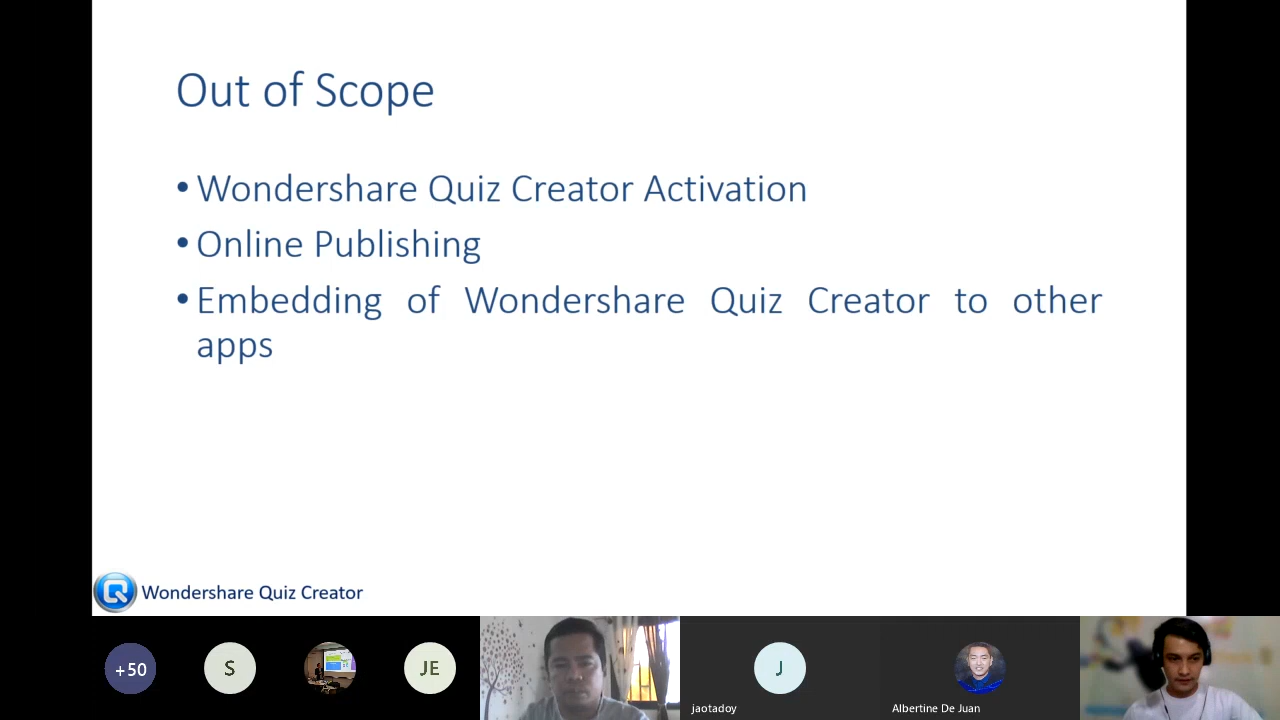 Out of Scope
• Wondershare Quiz Creator Activation
• Online Publishing
• Embedding of Wondershare Quiz Creator to other
apps
Wondershare Quiz Creator
+50
S
JE
J
jaotadoy
Albertine De Juan